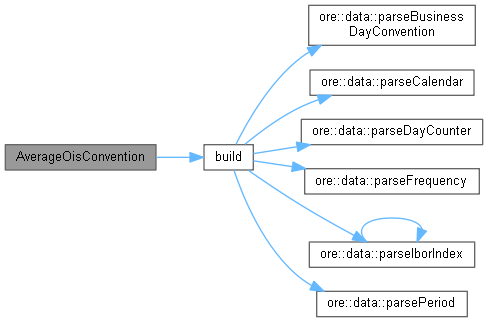 AverageOisConvention
build
ore::data::parseBusiness
DayConvention
ore::data::parseCalendar
ore::data::parseDayCounter
ore::data::parseFrequency
ore::data::parseIborIndex
ore::data::parsePeriod